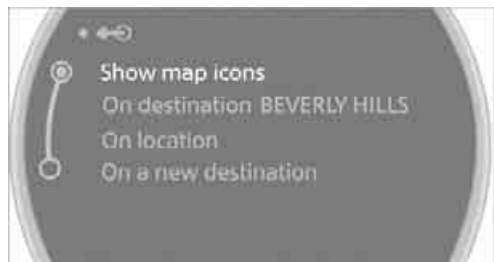 Show map icons
On destination BEVERLY HILLS
On location
On a new destination